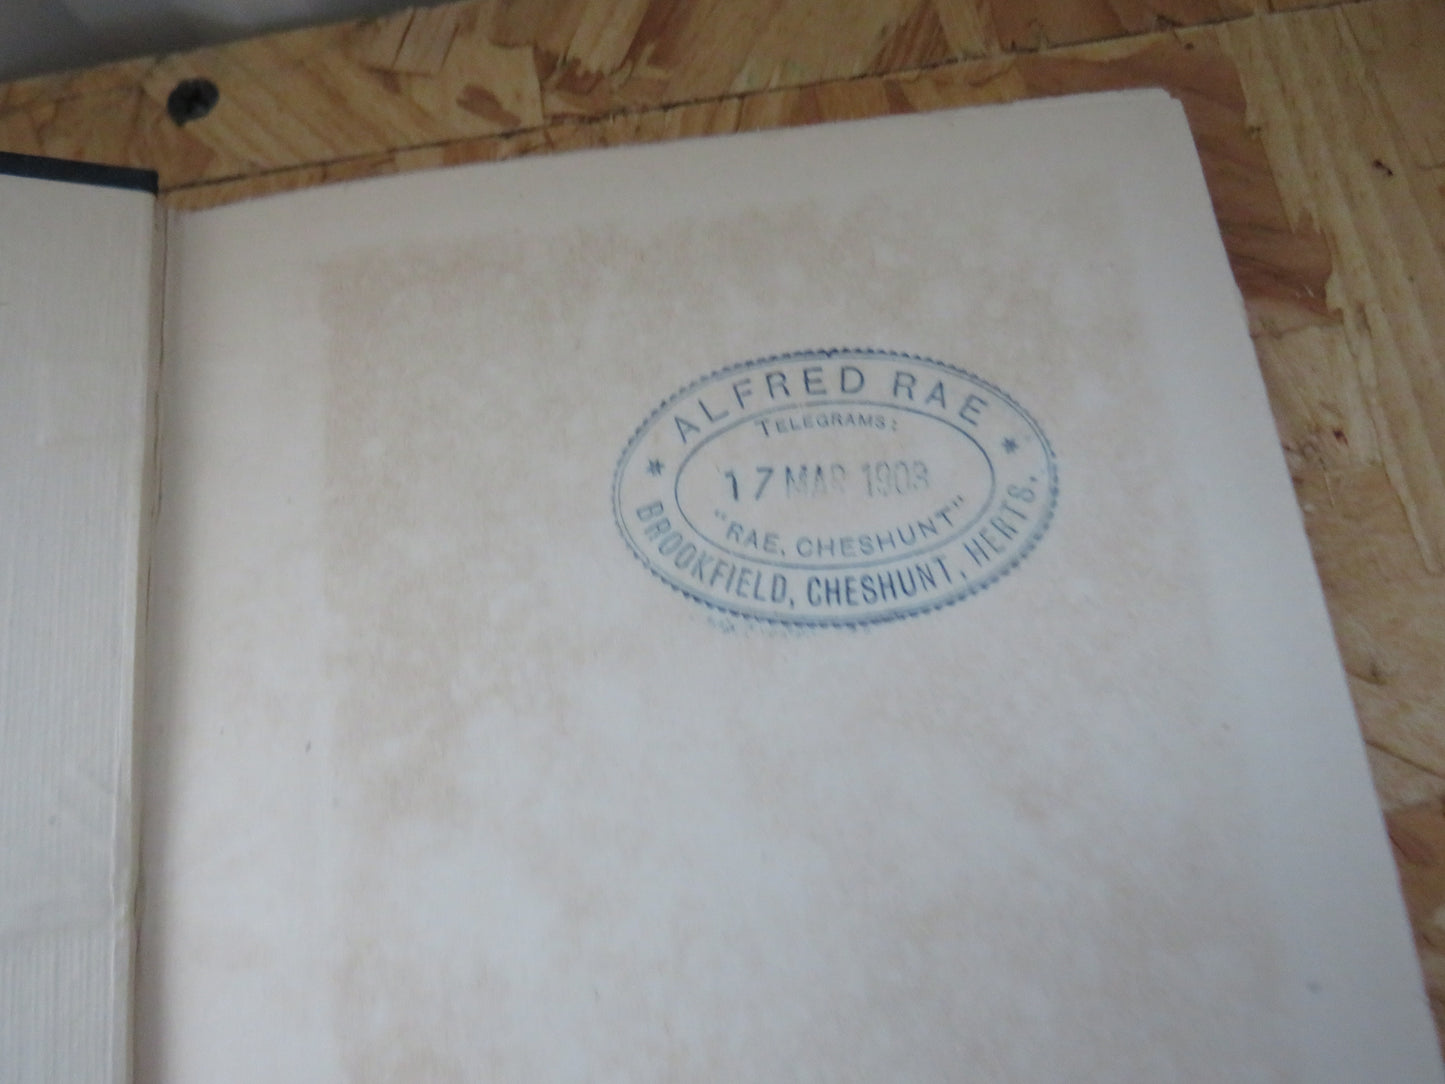 ALFRED RAE
TELEGRAMS:
17 MAR 1903
"RAE, CHESHUNT"
BROOKFIELD, CHESHUNT, HERTS.